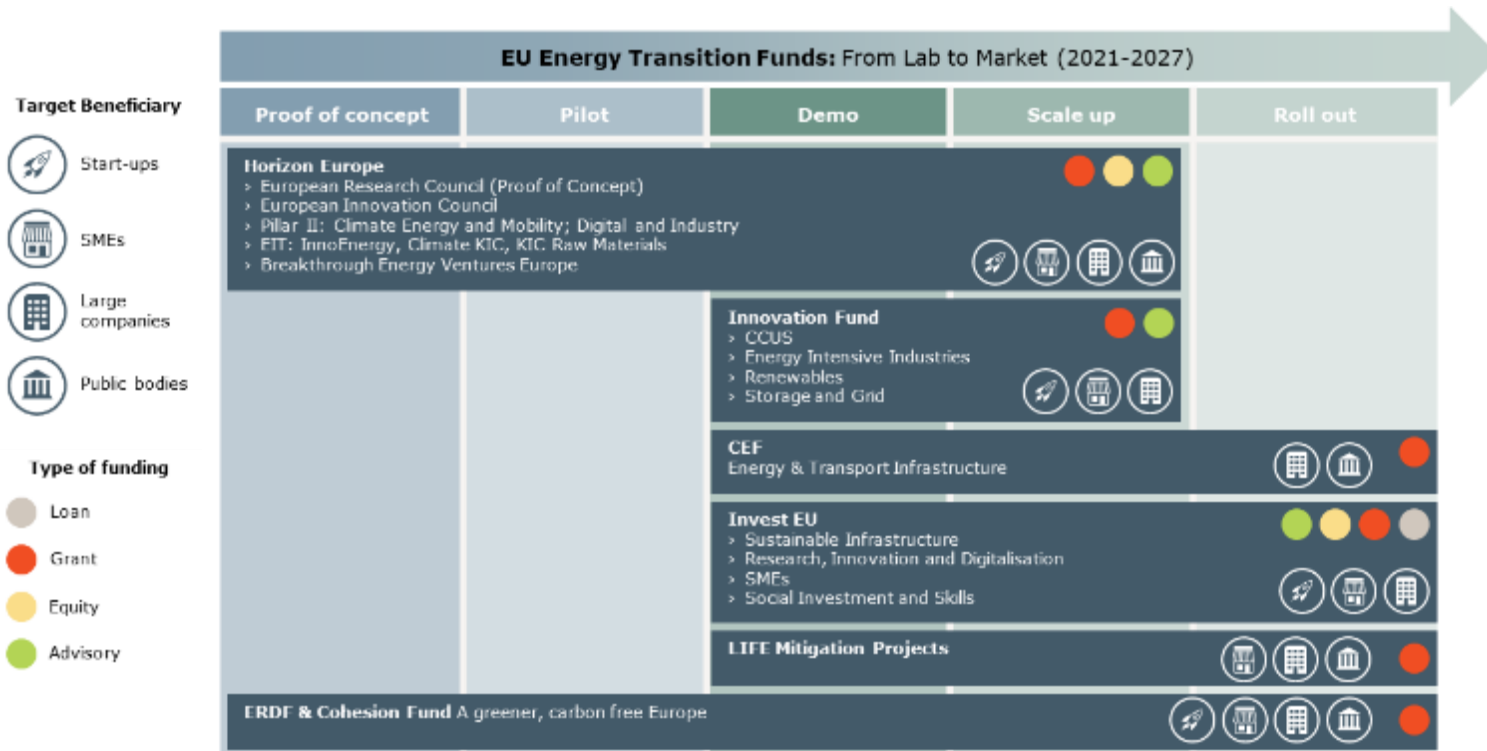 EU Energy Transition Funds: From Lab to Market (2021-2027)
Target Beneficiary
Start-ups
SMEs
Large
companies
Public bodies
Type of funding
Loan
Grant
Equity
Advisory
Proof of concept
Pilot
Demo
Scale up
Roll out
Horizon Europe
› European Research Council (Proof of Concept)
› European Innovation Council
› Pillar II: Climate Energy and Mobility; Digital and Industry
› EIT: InnoEnergy, Climate KIC, KIC Raw Materials
› Breakthrough Energy Ventures Europe
Innovation Fund
› CCUS
› Energy Intensive Industries
› Renewables
› Storage and Grid
CEF
Energy & Transport Infrastructure
Invest EU
› Sustainable Infrastructure
› Research, Innovation and Digitalisation
› SMEs
› Social Investment and Skills
LIFE Mitigation Projects
ERDF & Cohesion Fund A greener, carbon free Europe